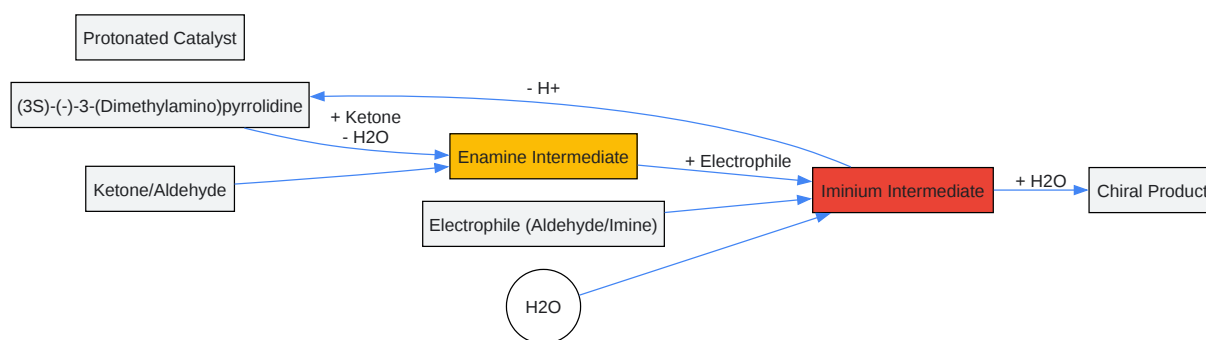 Protonated Catalyst
(3S)-(-)-3-(Dimethylamino)pyrrolidine
- H+
+ Ketone
- H2O
Enamine Intermediate
+ Electrophile
Ketone/Aldehyde
Iminium Intermediate
+ H2O
Chiral Product
Electrophile (Aldehyde/Imine)
H2O